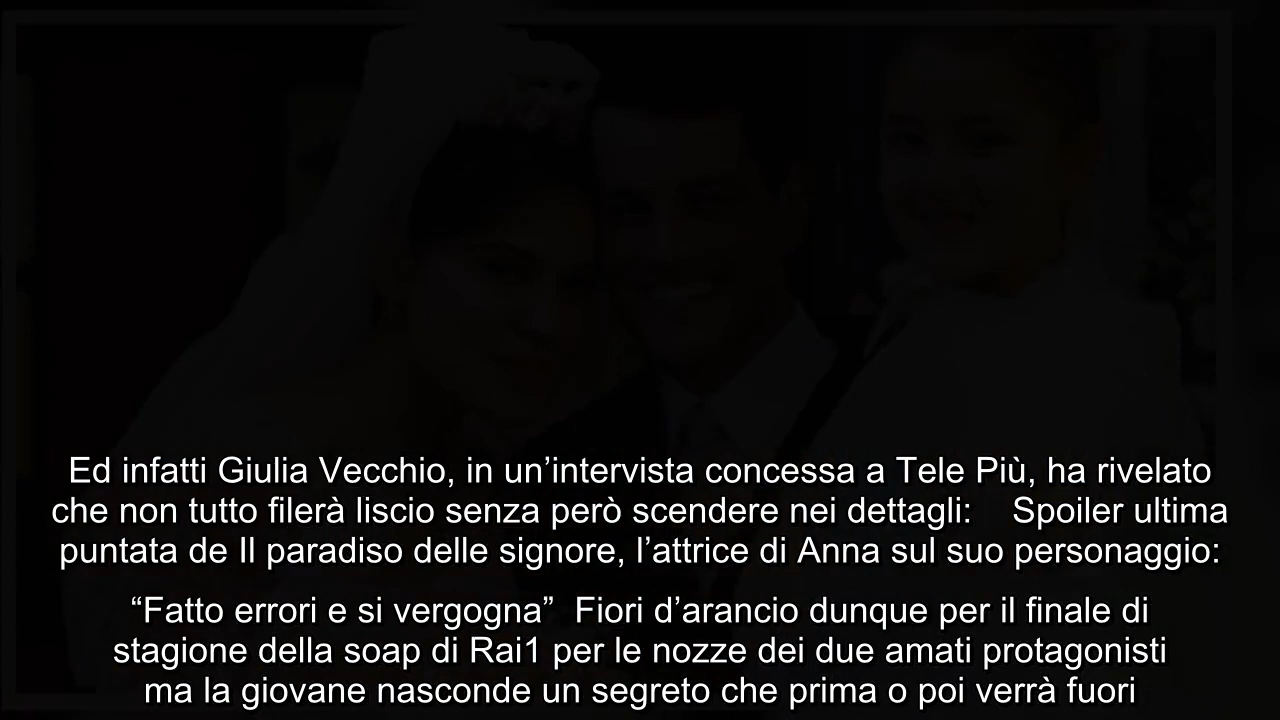 Ed infatti Giulia Vecchio, in un’intervista concessa a Tele Più, ha rivelato
che non tutto filerà liscio senza però scendere nei dettagli:    Spoiler ultima
puntata de Il paradiso delle signore, l’attrice di Anna sul suo personaggio:
“Fatto errori e si vergogna”  Fiori d’arancio dunque per il finale di
stagione della soap di Rai1 per le nozze dei due amati protagonisti
ma la giovane nasconde un segreto che prima o poi verrà fuori